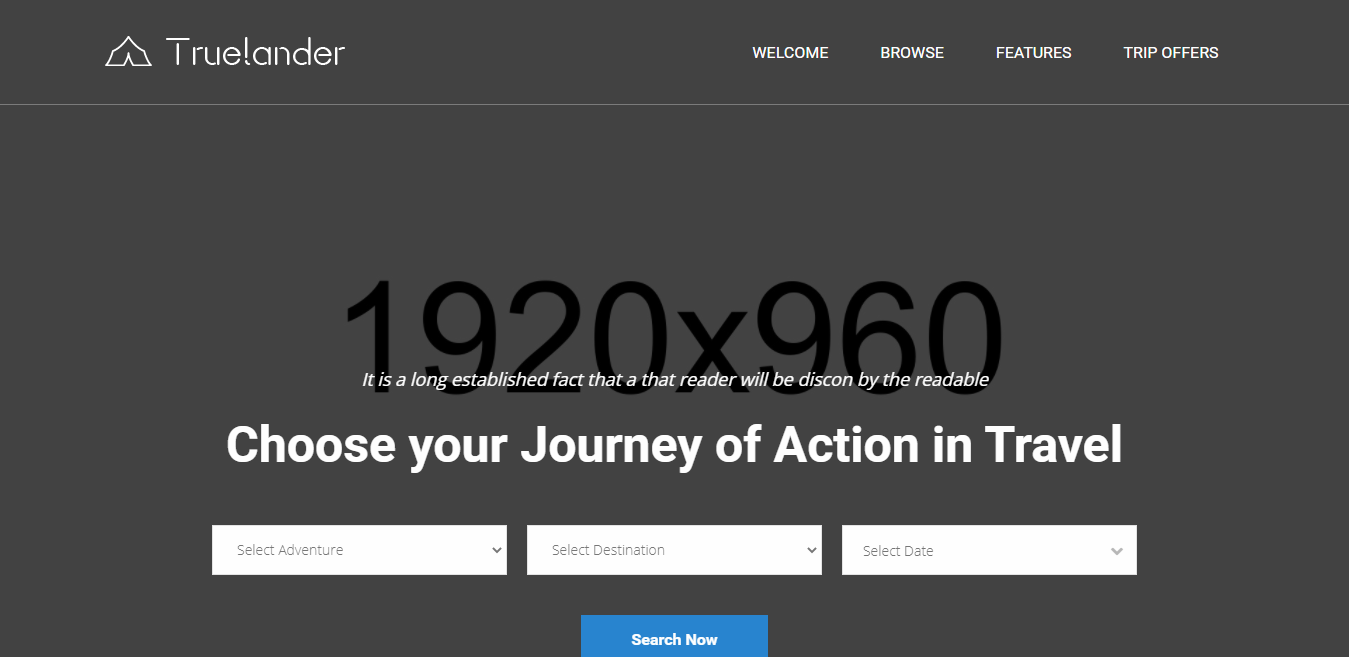 Truelander
WELCOME BROWSE FEATURES TRIP OFFERS
1920x960
It is a long established fact that a that reader will be discon by the readable
Choose your Journey of Action in Travel
Select Adventure Select Destination Select Date
Search Now